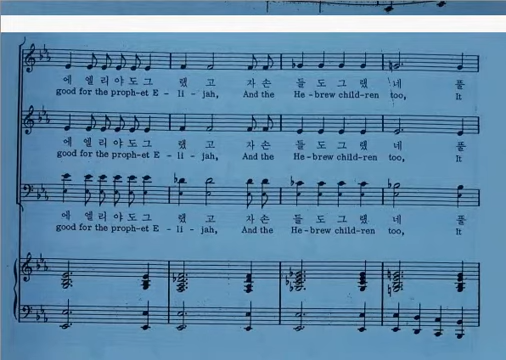 에 엘리야도그 랬 고 자손 들 도 그 랬 네 뜰
good for the proph-et E - li - jah, And the He - brew child-ren too, It
에 엘리야도그 랬 고 자손 들 도 그 랬 네 뜰
good for the proph-et E - li - jah, And the He - brew child-ren too, It
에 엘리야도그 랬 고 자손 들 도 그 랬 네 뜰
good for the proph-et E - li - jah, And the He - brew child-ren too, It